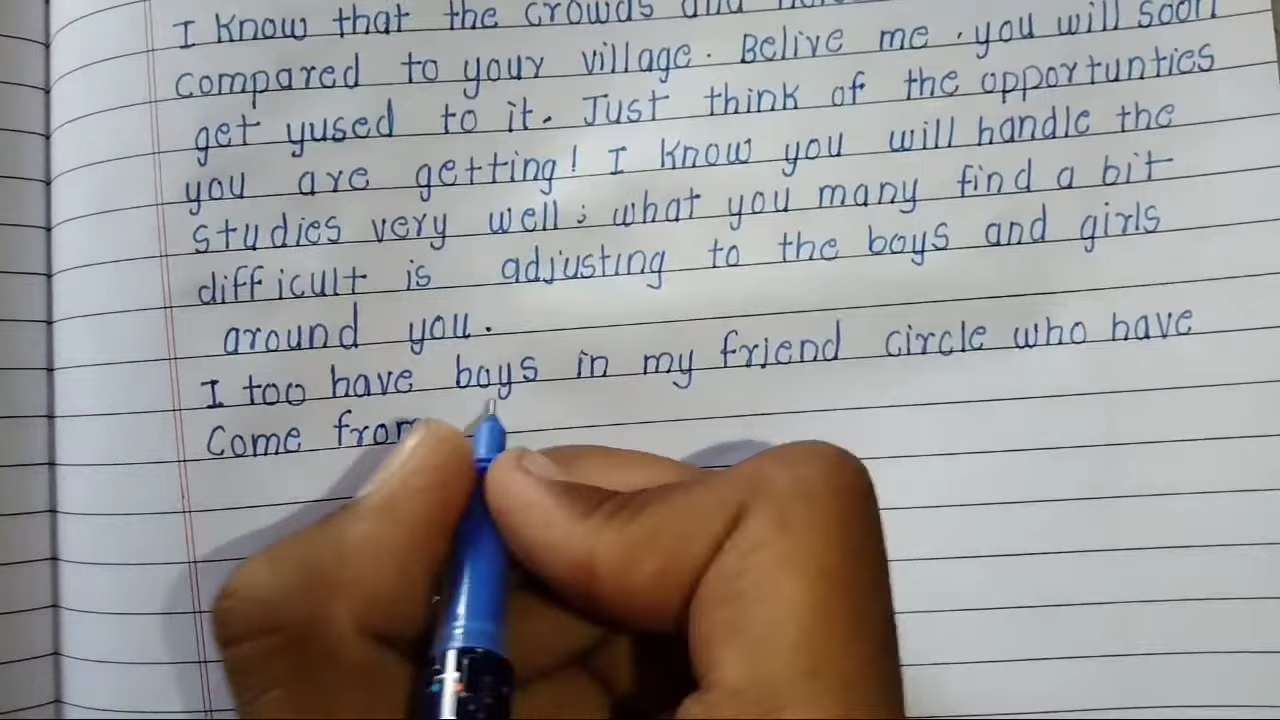 I know that the crowds and
compared to your village. Belive me, you will soon
get yused to it. Just think of the opportunties
you are getting! I know you will handle the
studies very well; what you many find a bit
difficult is adjusting to the boys and girls
around you.
I too have boys in my friend circle who have
Come from